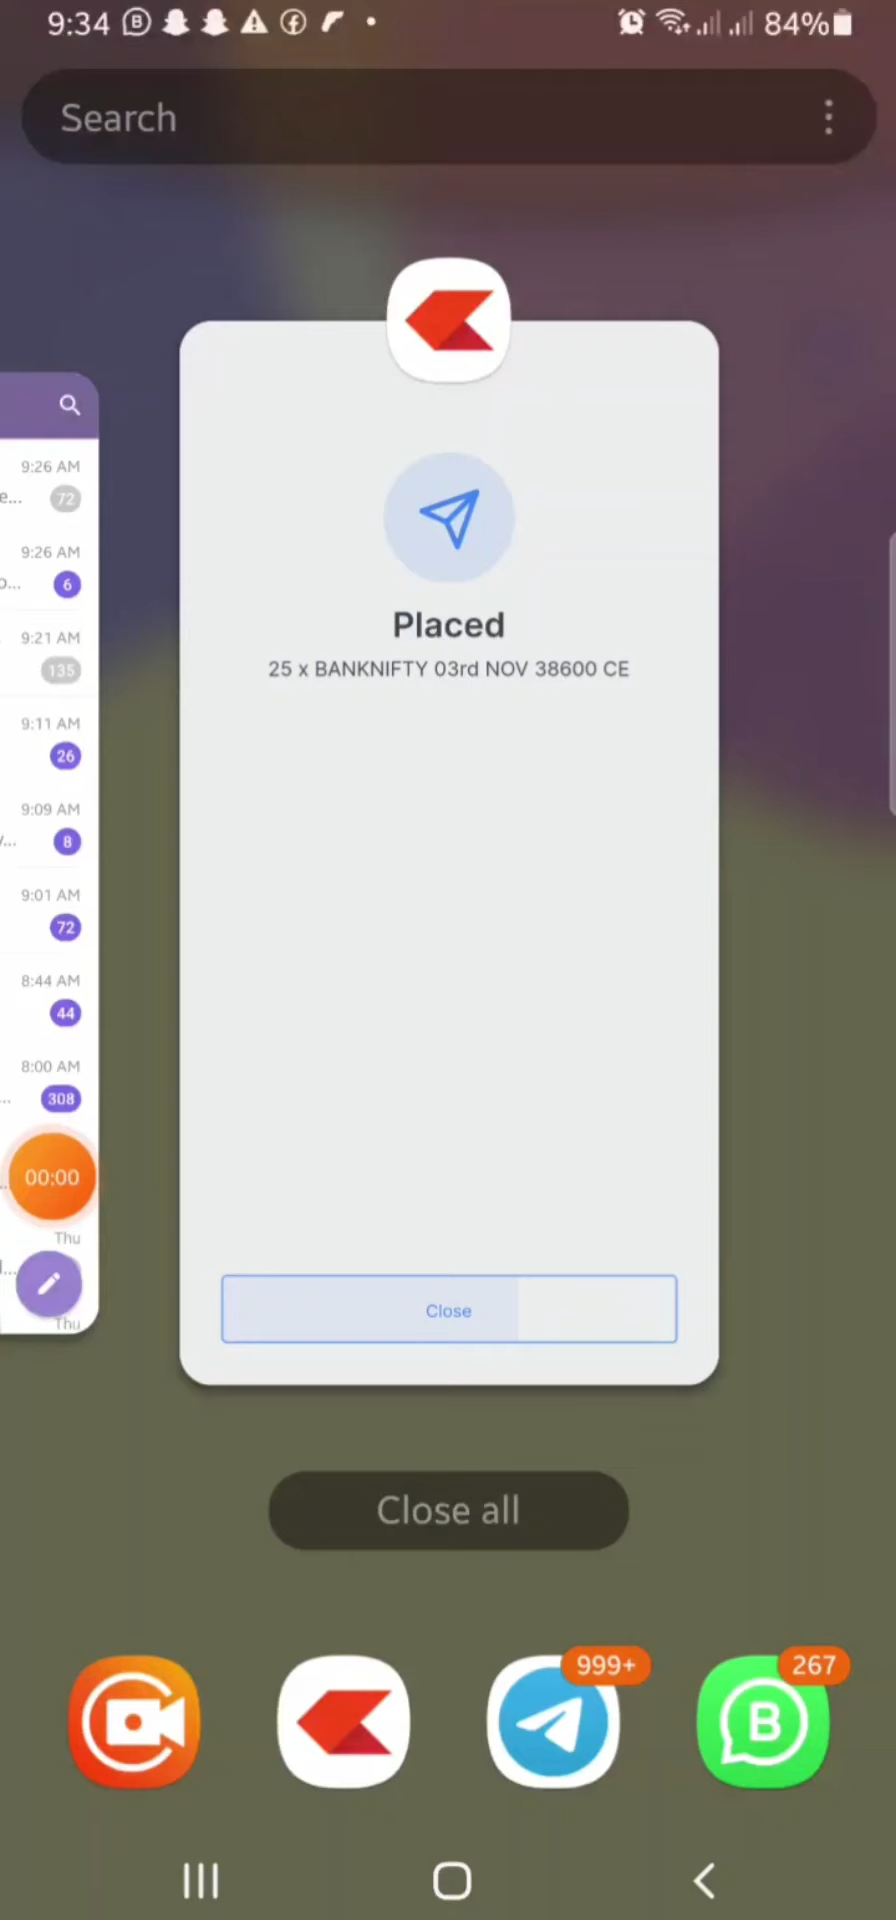 9:34
84%
Search
9:26 AM
e...
72
9:26 AM
o...
6
9:21 AM
135
9:11 AM
26
9:09 AM
8
9:01 AM
72
8:44 AM
44
8:00 AM
308
00:00
Thu
Thu
Placed
25 x BANKNIFTY 03rd NOV 38600 CE
Close
Close all
999+
267
B